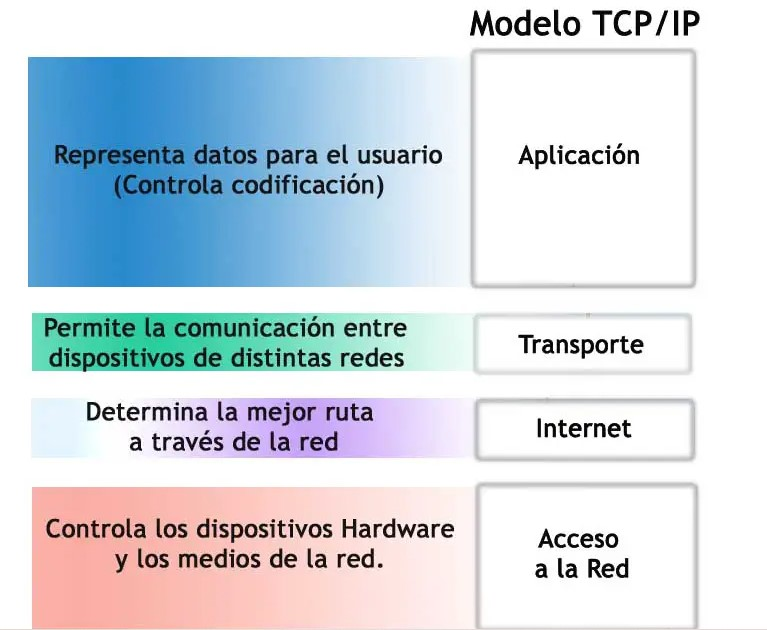 Modelo TCP/IP
Representa datos para el usuario
(Controla codificación)
Aplicación
Permite la comunicación entre
dispositivos de distintas redes
Transporte
Determina la mejor ruta
a través de la red
Internet
Controla los dispositivos Hardware
y los medios de la red.
Acceso
a la Red